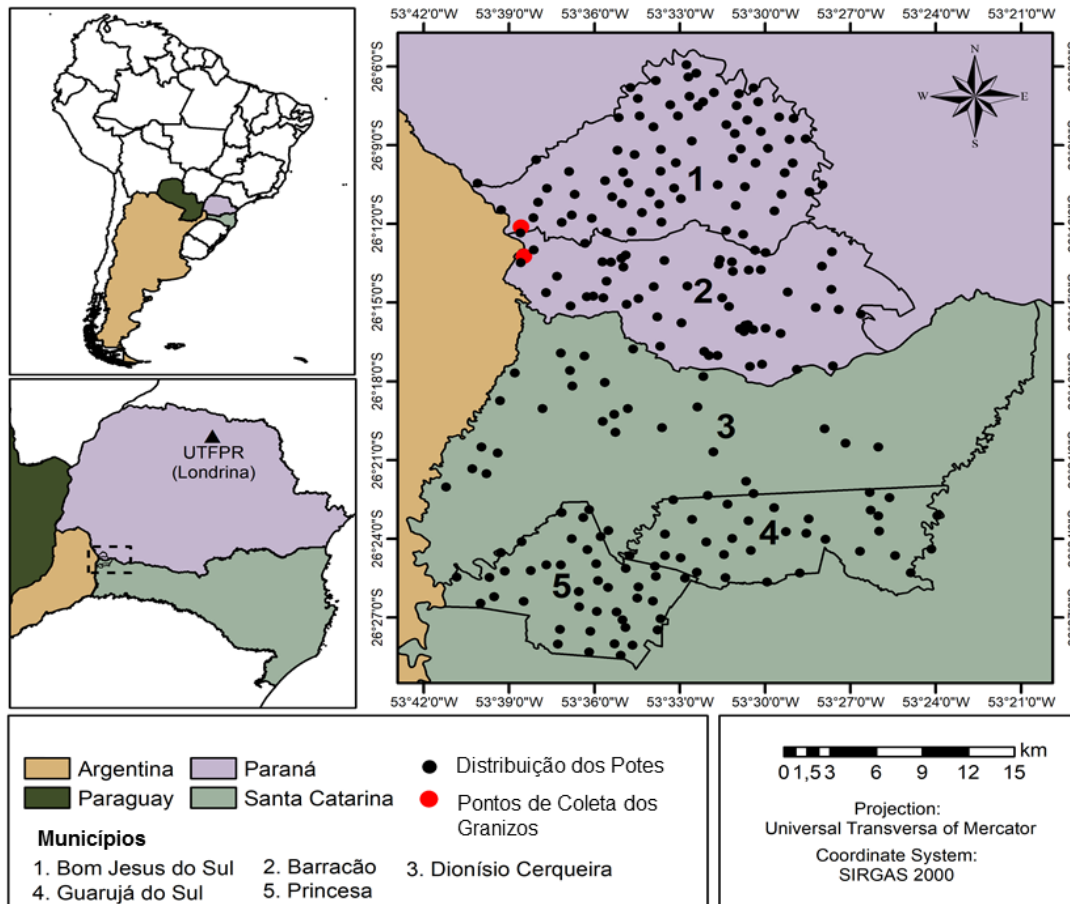 53°42'0"O 53°39'0"O 53°36'0"O 53°33'0"O 53°30'0"O 53°27'0"O 53°24'0"O 53°21'0"O
26°6'0"S
26°9'0"S
26°12'0"S
26°15'0"S
26°18'0"S
26°21'0"S
26°24'0"S
26°27'0"S
N
W E
S
1
2
3
4
5
UTFPR
(Londrina)
53°42'0"O 53°39'0"O 53°36'0"O 53°33'0"O 53°30'0"O 53°27'0"O 53°24'0"O 53°21'0"O
Argentina Paraná Distribuição dos Potes
Paraguay Santa Catarina Pontos de Coleta dos
Granizos
Municípios
1. Bom Jesus do Sul 2. Barracão 3. Dionísio Cerqueira
4. Guarujá do Sul 5. Princesa
km
0 1,5 3 6 9 12 15
Projection:
Universal Transversa of Mercator
Coordinate System:
SIRGAS 2000